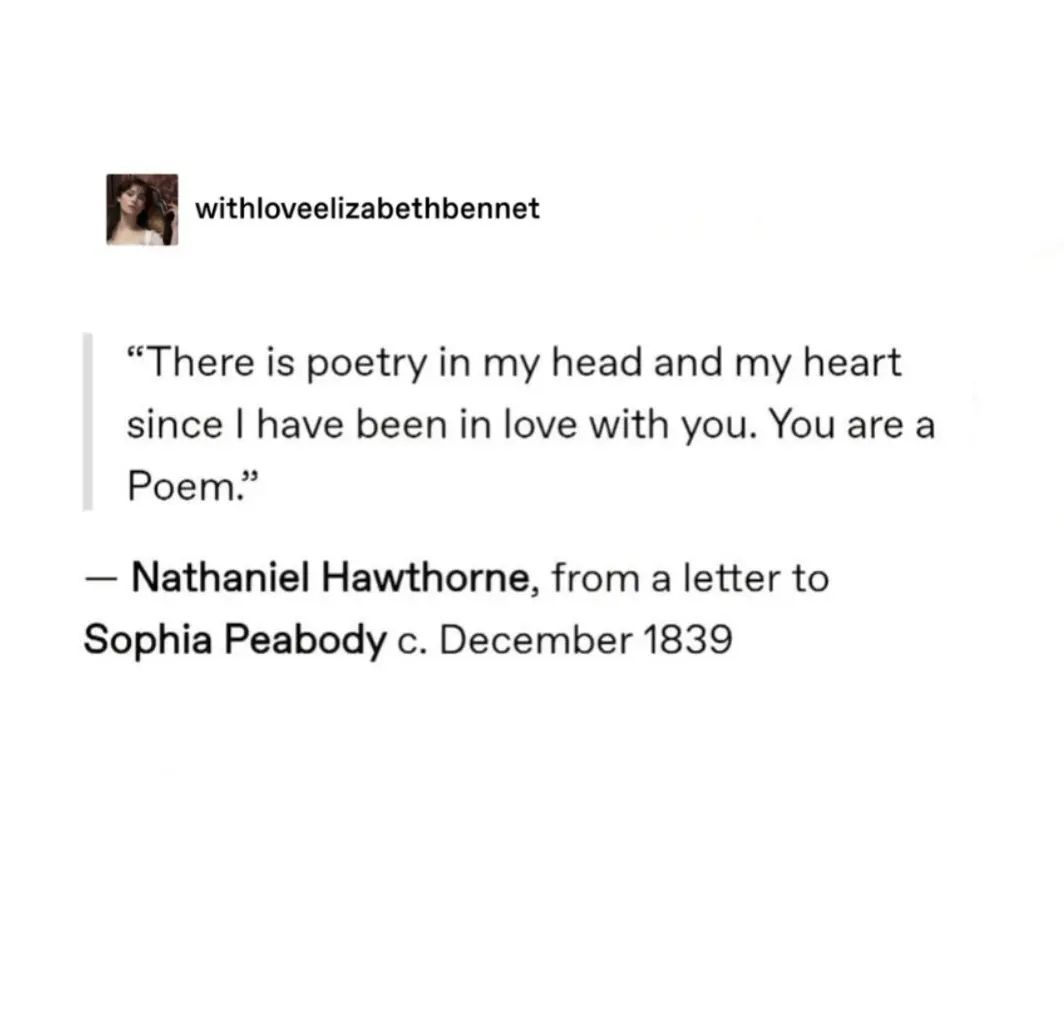 withloveelizabethbennet
“There is poetry in my head and my heart
since I have been in love with you. You are a
Poem.”
— Nathaniel Hawthorne, from a letter to
Sophia Peabody c. December 1839